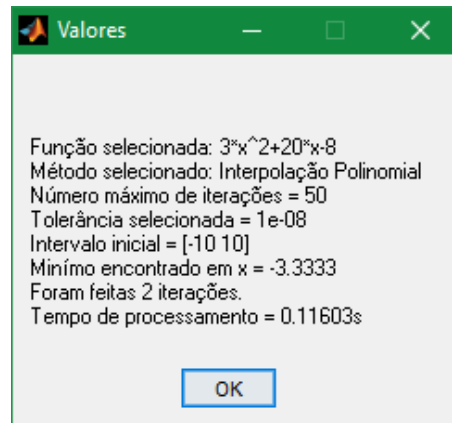 Valores
Função selecionada: 3*x^2+20*x-8
Método selecionado: Interpolação Polinomial
Número máximo de iterações = 50
Tolerância selecionada = 1e-08
Intervalo inicial = [-10 10]
Minímo encontrado em x = -3.3333
Foram feitas 2 iterações.
Tempo de processamento = 0.11603s
OK